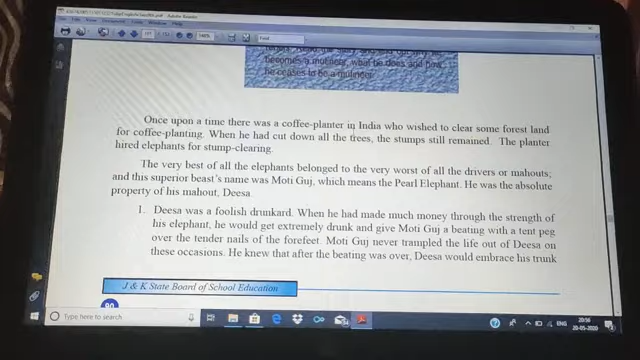 becomes a mutineer, what he does and how
he ceases to be a mutineer.
Once upon a time there was a coffee-planter in India who wished to clear some forest land
for coffee-planting. When he had cut down all the trees, the stumps still remained. The planter
hired elephants for stump-clearing.
The very best of all the elephants belonged to the very worst of all the drivers or mahouts;
and this superior beast's name was Moti Guj, which means the Pearl Elephant. He was the absolute
property of his mahout, Deesa.
1. Deesa was a foolish drunkard. When he had made much money through the strength of
his elephant, he would get extremely drunk and give Moti Guj a beating with a tent peg
over the tender nails of the forefeet. Moti Guj never trampled the life out of Deesa on
these occasions. He knew that after the beating was over, Deesa would embrace his trunk
J & K State Board of School Education
90
Type here to search
ENG
20:56
20-05-2020